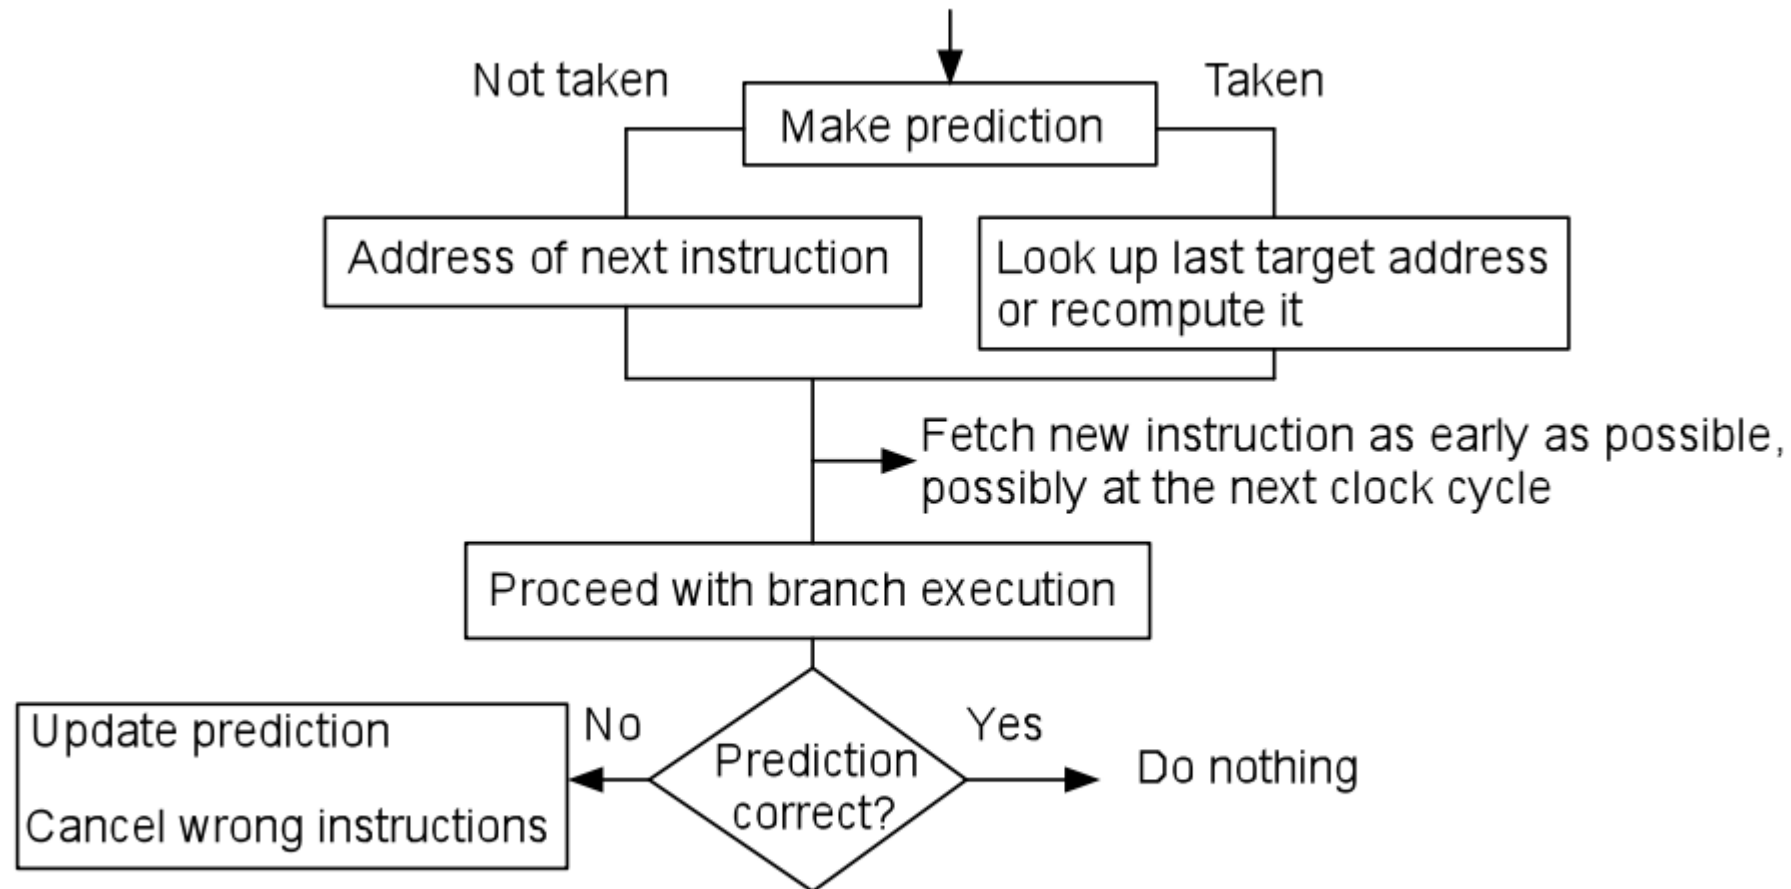 Not taken
Taken
Make prediction
Address of next instruction
Look up last target address
or recompute it
Fetch new instruction as early as possible,
possibly at the next clock cycle
Proceed with branch execution
Update prediction
Cancel wrong instructions
No
Prediction
correct?
Yes
Do nothing